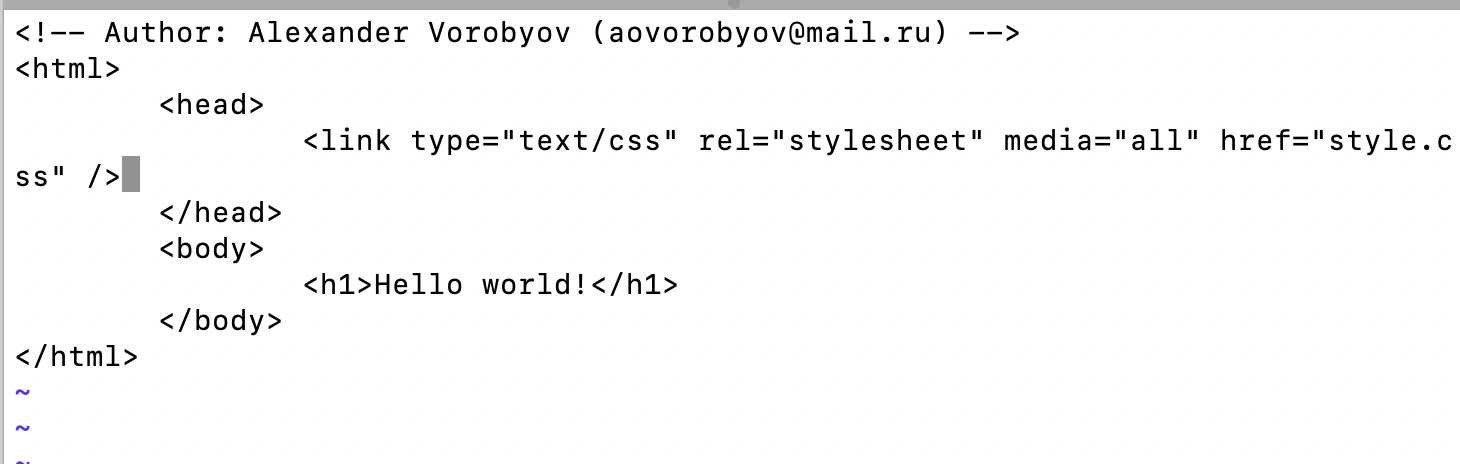 <!-- Author: Alexander Vorobyov (aovorobyov@mail.ru) -->
<html>
        <head>
                <link type="text/css" rel="stylesheet" media="all" href="style.c
ss" />
        </head>
        <body>
                <h1>Hello world!</h1>
        </body>
</html>
~
~
~